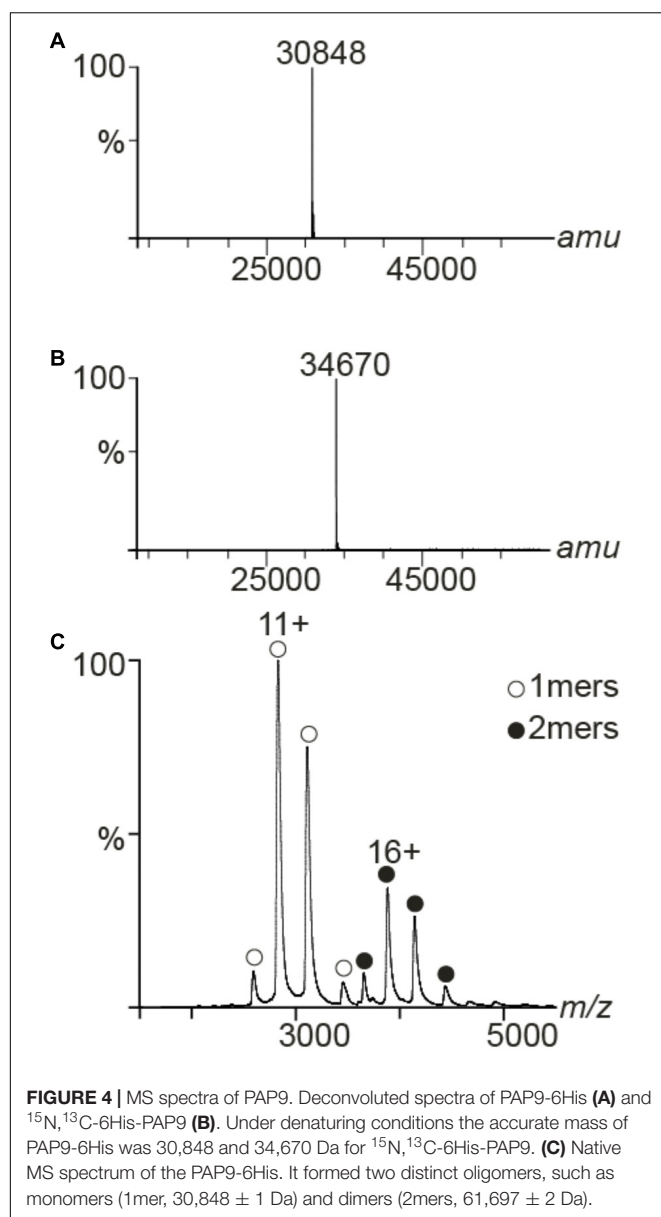 A
30848
100
%
amu
25000 45000
B
34670
100
%
amu
25000 45000
C
11+
100
1mers
2mers
16+
%
m/z
3000 5000
FIGURE 4 | MS spectra of PAP9. Deconvoluted spectra of PAP9-6His (A) and
¹⁵N,¹³C-6His-PAP9 (B). Under denaturing conditions the accurate mass of
PAP9-6His was 30,848 and 34,670 Da for ¹⁵N,¹³C-6His-PAP9. (C) Native
MS spectrum of the PAP9-6His. It formed two distinct oligomers, such as
monomers (1mer, 30,848 ± 1 Da) and dimers (2mers, 61,697 ± 2 Da).